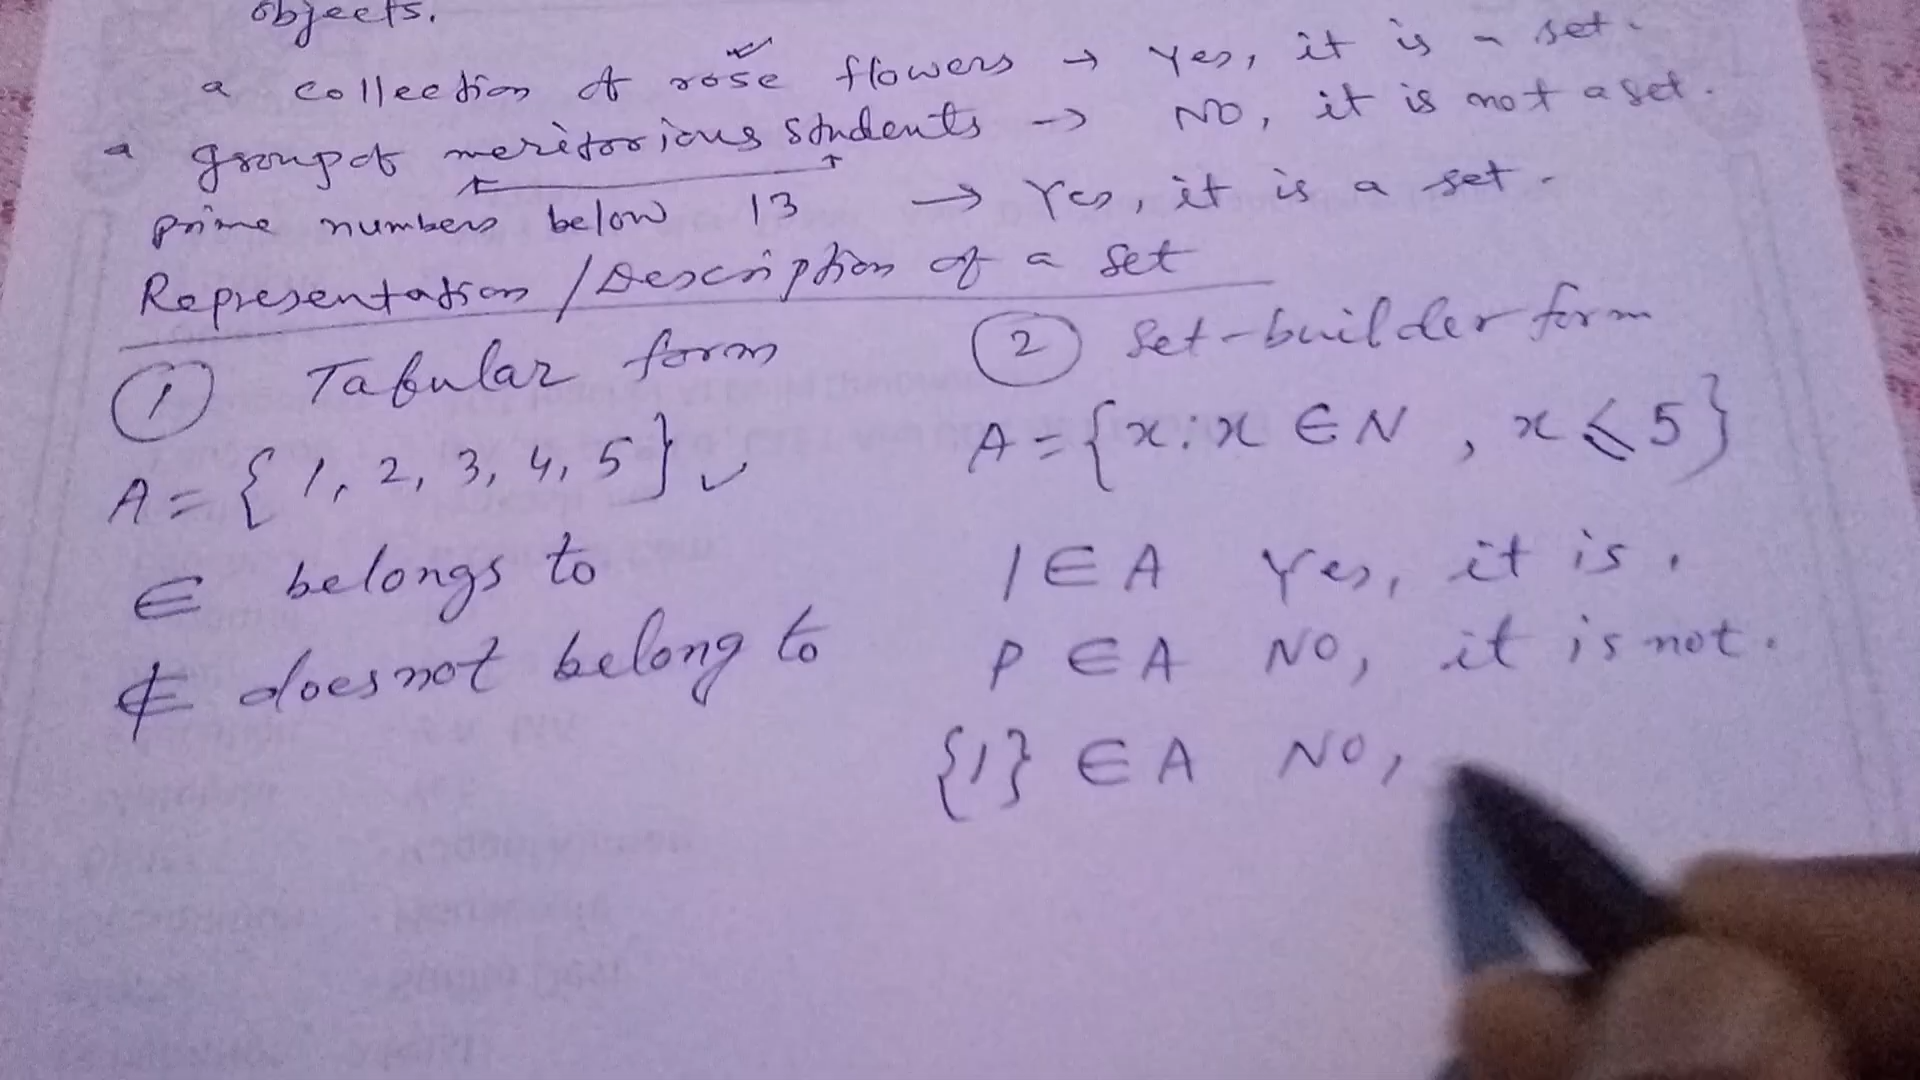 objects.
a collection of rose flowers → Yes, it is a set.
a group of meritorious students → NO, it is not a set.
prime numbers below 13 → Yes, it is a set.
Representation / Description of a set
① Tabular form
A = {1, 2, 3, 4, 5} ✓
∈ belongs to
∉ does not belong to
② Set-builder form
A = {x : x ∈ N , x ≤ 5}
1 ∈ A Yes, it is.
P ∈ A NO, it is not.
{1} ∈ A NO,